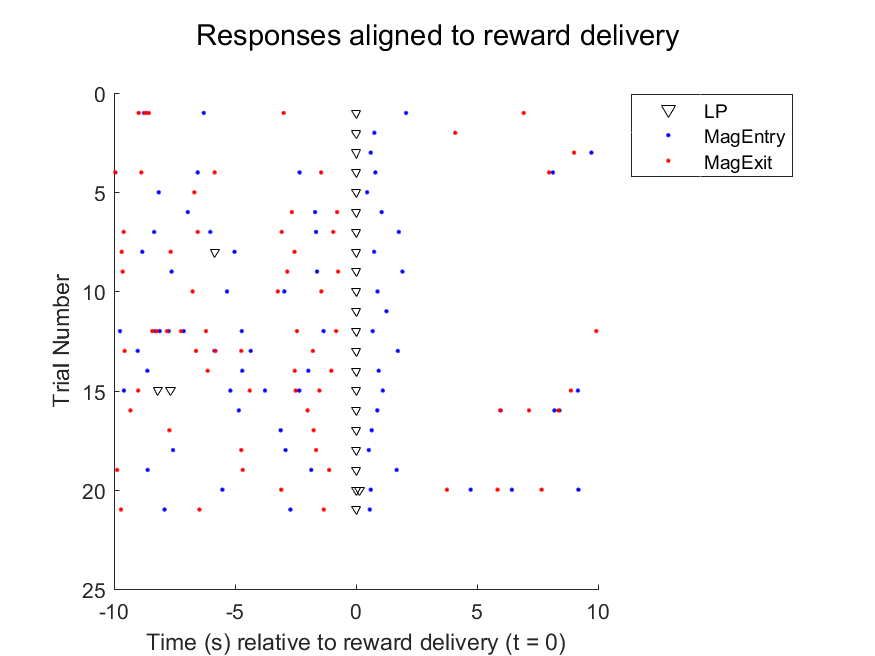 Responses aligned to reward delivery
LP
MagEntry
MagExit
Trial Number
0
5
10
15
20
25
-10
-5
0
5
10
Time (s) relative to reward delivery (t = 0)